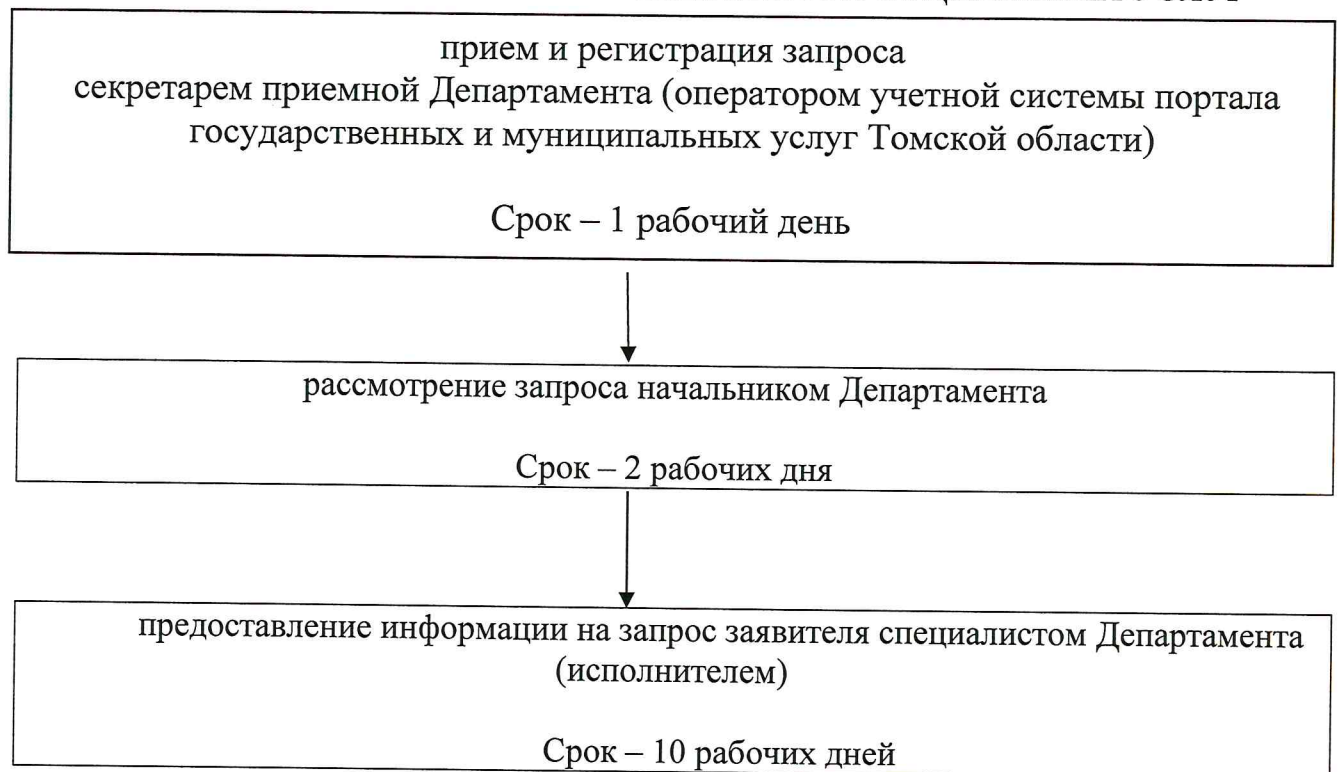 прием и регистрация запроса
секретарем приемной Департамента (оператором учетной системы портала
государственных и муниципальных услуг Томской области)
Срок – 1 рабочий день
рассмотрение запроса начальником Департамента
Срок – 2 рабочих дня
предоставление информации на запрос заявителя специалистом Департамента
(исполнителем)
Срок – 10 рабочих дней